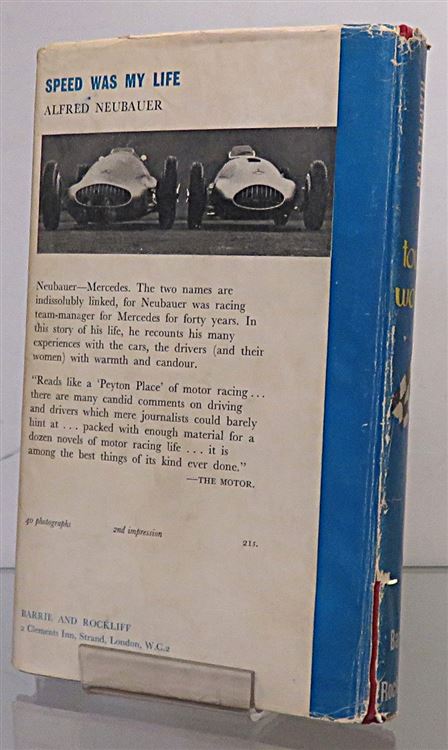 SPEED WAS MY LIFE
ALFRED NEUBAUER
Neubauer—Mercedes. The two names are
indissolubly linked, for Neubauer was racing
team-manager for Mercedes for forty years. In
this story of his life, he recounts his many
experiences with the cars, the drivers (and their
women) with warmth and candour.
"Reads like a 'Peyton Place' of motor racing . . .
there are many candid comments on driving
and drivers which mere journalists could barely
hint at . . . packed with enough material for a
dozen novels of motor racing life . . . it is
among the best things of its kind ever done."
—THE MOTOR.
40 photographs
2nd impression
21s.
BARRIE AND ROCKLIFF
2 Clements Inn, Strand, London, W.C.2